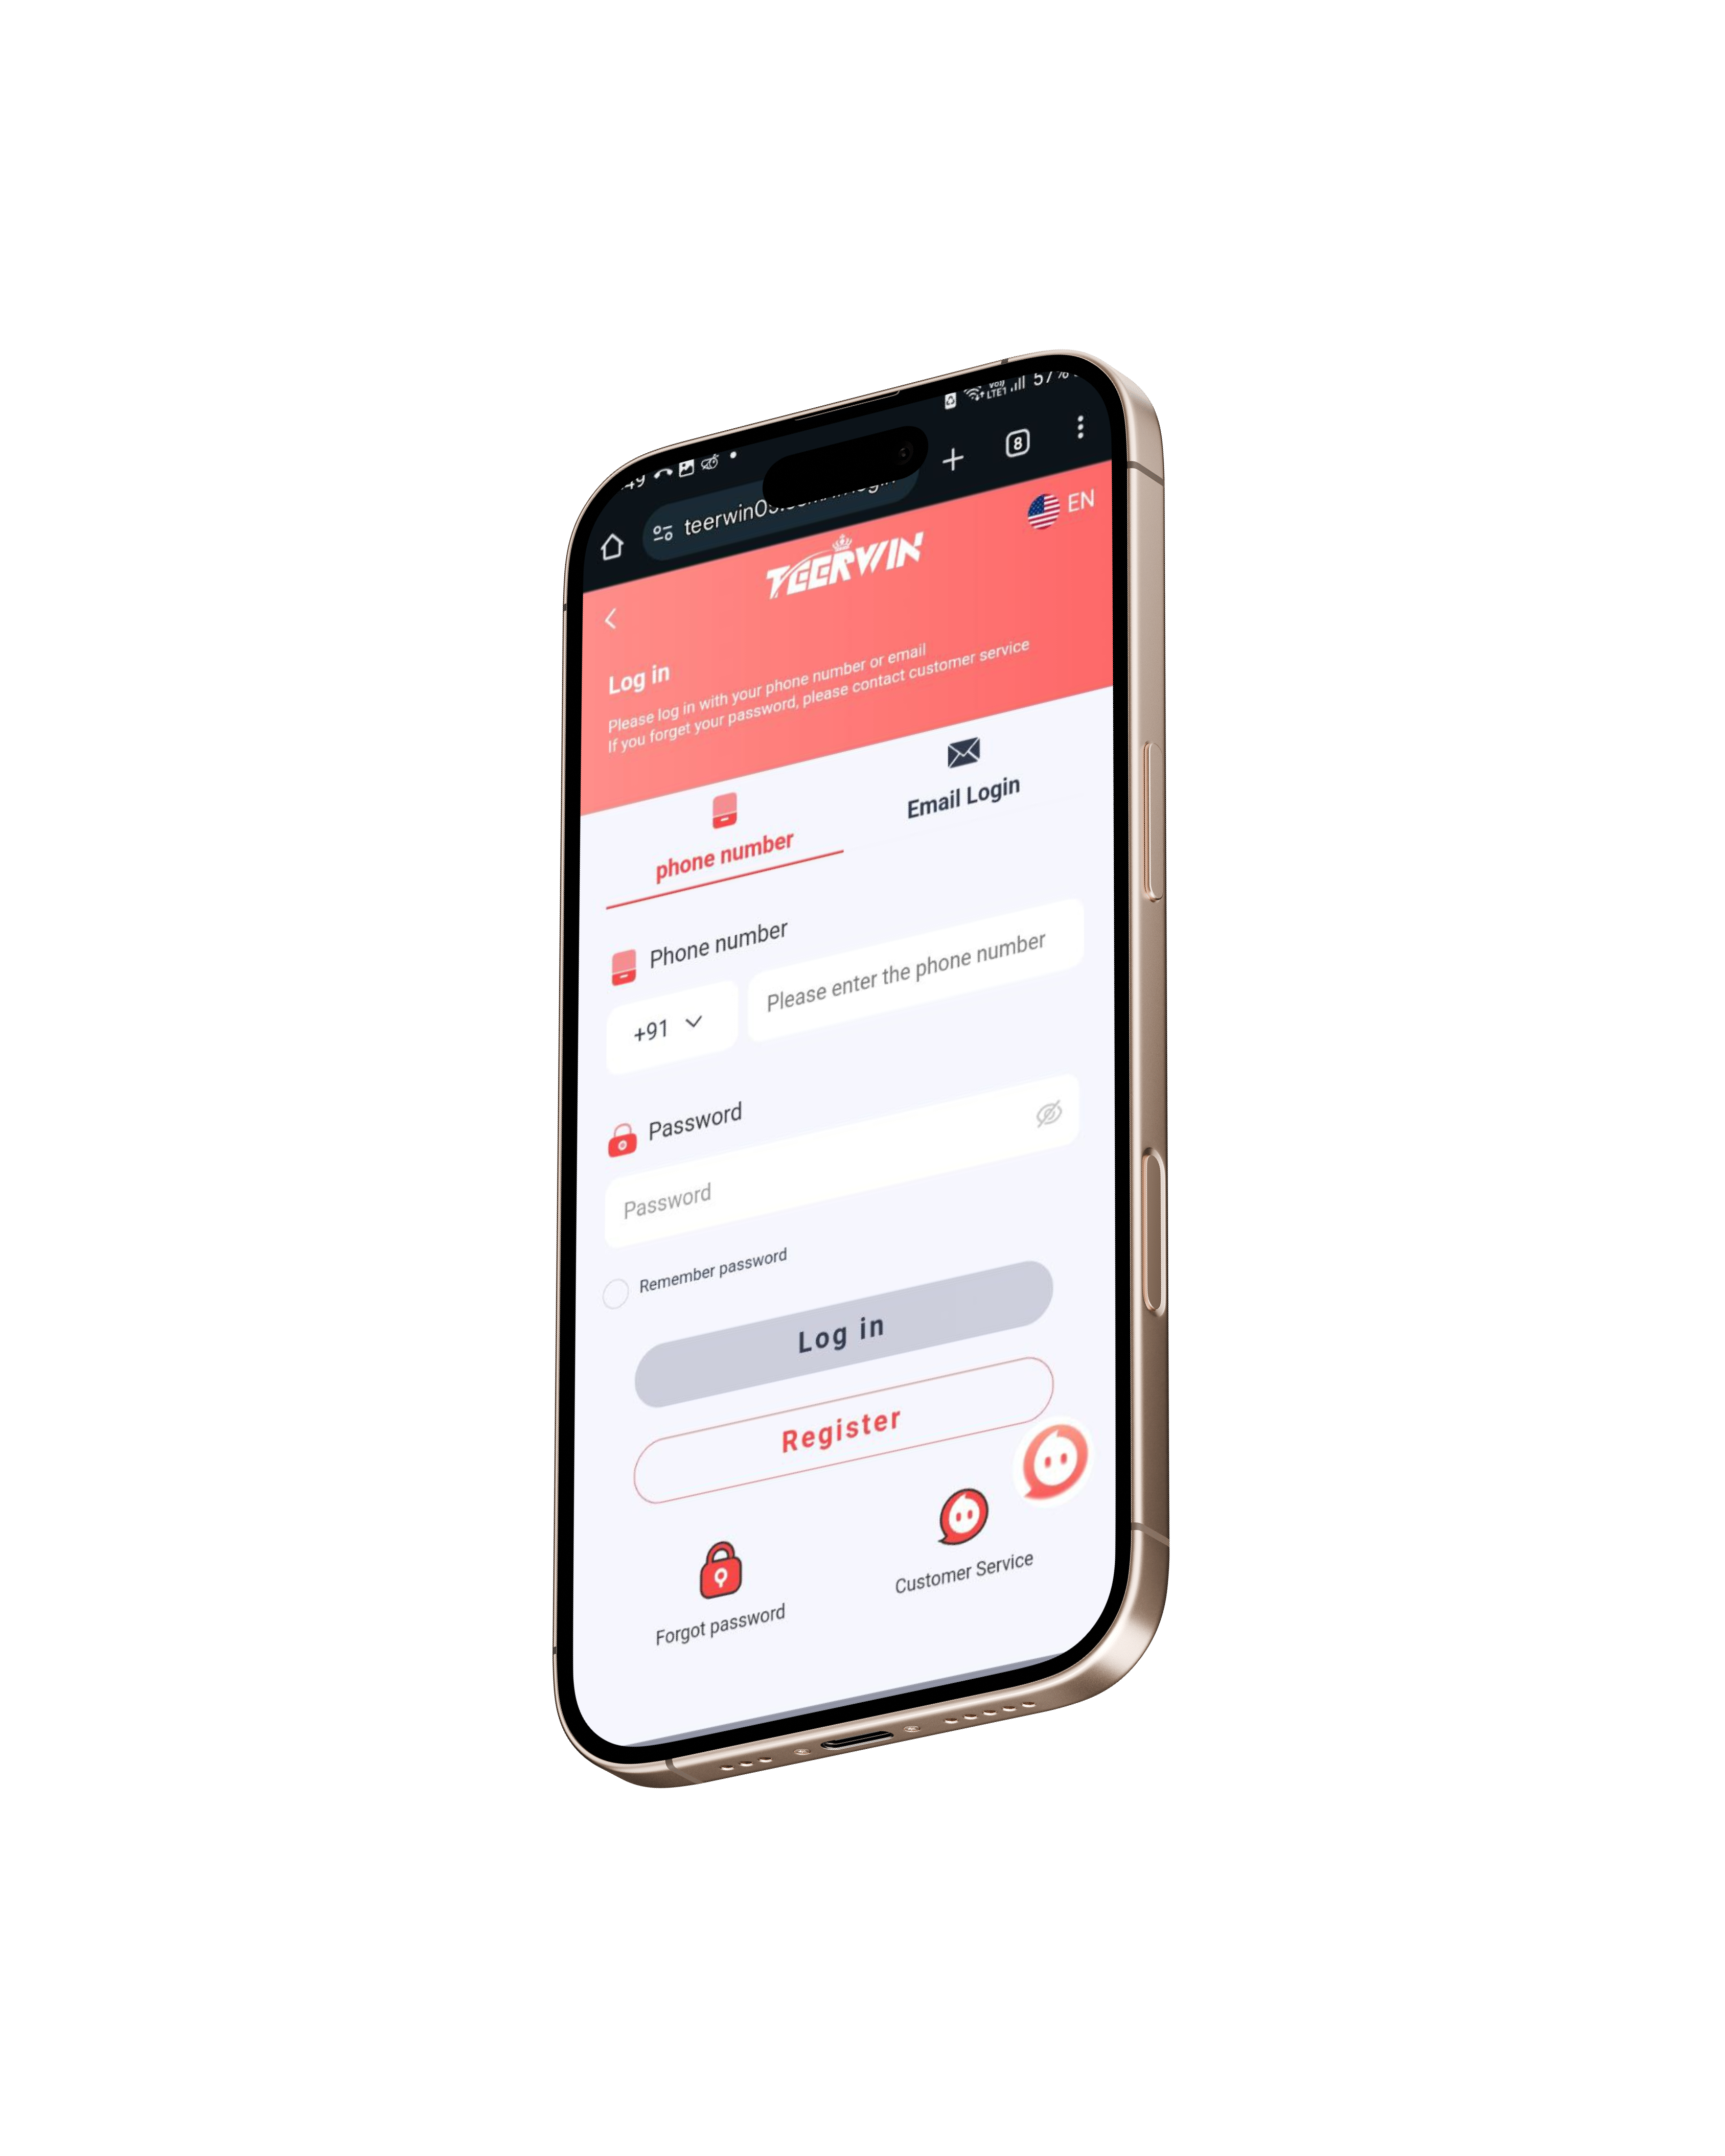 57%
8
teerwin0
EN
TEERWIN
Log in
Please log in with your phone number or email
If you forget your password, please contact customer service
phone number
Email Login
Phone number
+91
Please enter the phone number
Password
Password
Remember password
Log in
Register
Forgot password
Customer Service